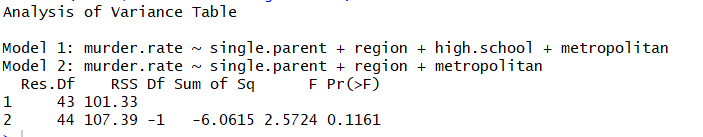 Analysis of Variance Table
Model 1: murder.rate ~ single.parent + region + high.school + metropolitan
Model 2: murder.rate ~ single.parent + region + metropolitan
  Res.Df    RSS Df Sum of Sq      F Pr(>F)
1     43 101.33
2     44 107.39 -1   -6.0615 2.5724 0.1161